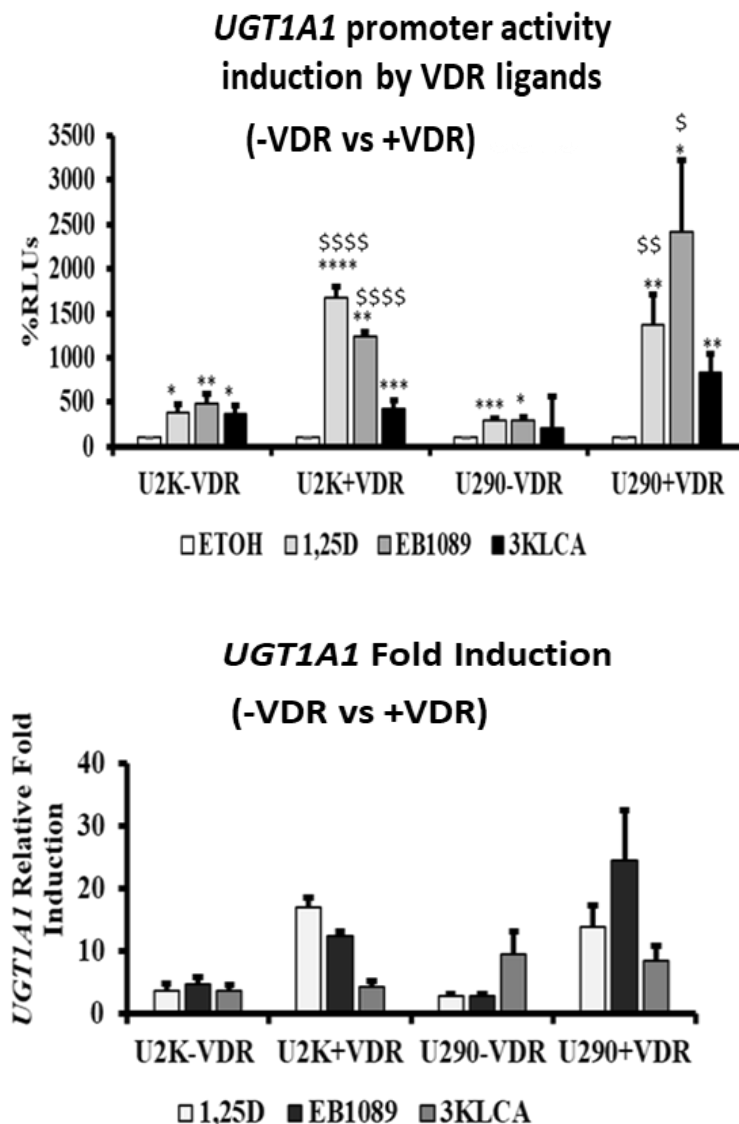 UGT1A1 promoter activity
induction by VDR ligands
(-VDR vs +VDR)
%RLUs
3500
3000
2500
2000
1500
1000
500
0
*
**
*
$$$$
****
$$$$
**
***
***
*
$$
**
$
*
**
U2K-VDR U2K+VDR U290-VDR U290+VDR
ETOH 1,25D EB1089 3KLCA
UGT1A1 Fold Induction
(-VDR vs +VDR)
UGT1A1 Relative Fold
Induction
40
30
20
10
0
U2K-VDR U2K+VDR U290-VDR U290+VDR
1,25D EB1089 3KLCA